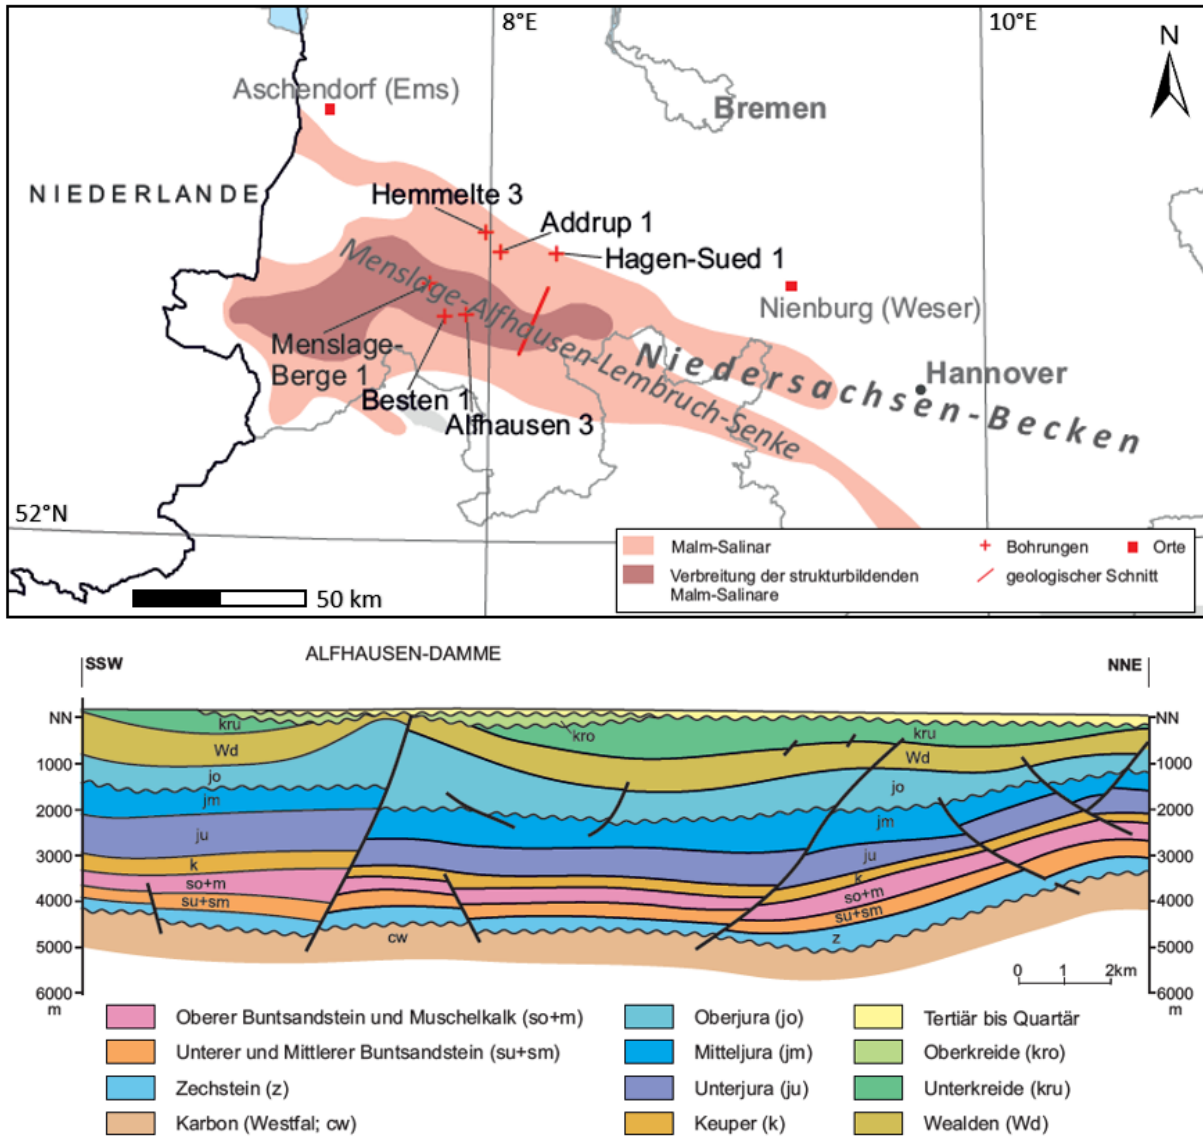 8°E
10°E
N
Aschendorf (Ems)
Bremen
NIEDERLANDE
Hemmelte 3
Addrup 1
Hagen-Sued 1
Menslage-Alfhausen-Lembruch-Senke
Nienburg (Weser)
Menslage-
Berge 1
Niedersachsen-Becken
Hannover
Besten 1
Alfhausen 3
52°N
50 km
Malm-Salinar
Bohrungen
Orte
Verbreitung der strukturbildenden
Malm-Salinare
geologischer Schnitt
ALFHAUSEN-DAMME
SSW
NNE
NN
kru
kro
kru
NN
Wd
Wd
1000
jo
jo
1000
jm
jm
2000
2000
ju
ju
3000
k
k
3000
so+m
so+m
4000
su+sm
su+sm
4000
cw
z
5000
5000
0 1 2km
6000
6000
m
m
Oberer Buntsandstein und Muschelkalk (so+m)
Oberjura (jo)
Tertiär bis Quartär
Unterer und Mittlerer Buntsandstein (su+sm)
Mitteljura (jm)
Oberkreide (kro)
Zechstein (z)
Unterjura (ju)
Unterkreide (kru)
Karbon (Westfal; cw)
Keuper (k)
Wealden (Wd)